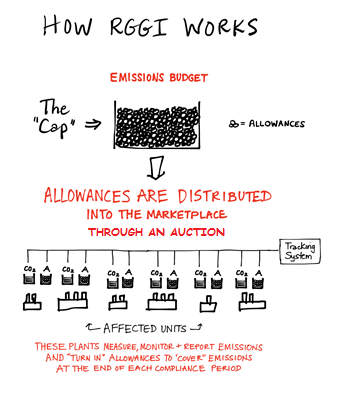 HOW RGGI WORKS
EMISSIONS BUDGET
The
"Cap" ⇒
= ALLOWANCES
ALLOWANCES ARE DISTRIBUTED
INTO THE MARKETPLACE
THROUGH AN AUCTION
Tracking
System
CO2 A CO2 A CO2 A CO2 A CO2 A CO2 A
AFFECTED UNITS
THESE PLANTS MEASURE, MONITOR + REPORT EMISSIONS
AND "TURN IN" ALLOWANCES TO 'COVER' EMISSIONS
AT THE END OF EACH COMPLIANCE PERIOD